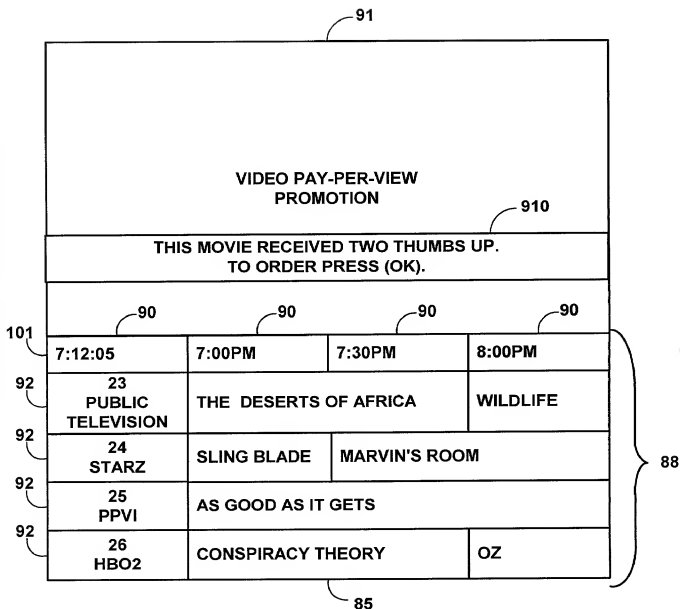 91
VIDEO PAY-PER-VIEW
PROMOTION
910
THIS MOVIE RECEIVED TWO THUMBS UP.
TO ORDER PRESS (OK).
90 90 90 90
101
7:12:05 7:00PM 7:30PM 8:00PM
92
23
PUBLIC
TELEVISION
THE DESERTS OF AFRICA WILDLIFE
92
24
STARZ
SLING BLADE MARVIN'S ROOM
88
92
25
PPVI
AS GOOD AS IT GETS
92
26
HBO2
CONSPIRACY THEORY OZ
85